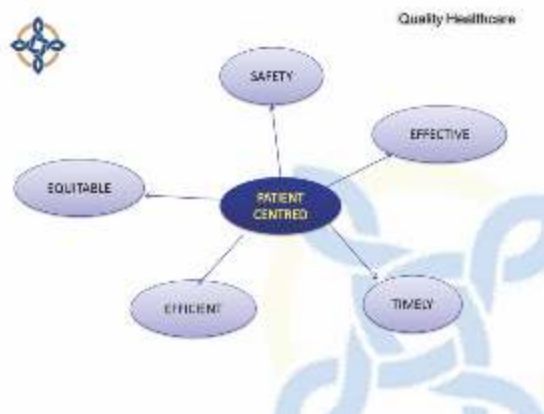 Quality Healthcare
SAFETY
EFFECTIVE
EQUITABLE
PATIENT
CENTRED
EFFICIENT
TIMELY